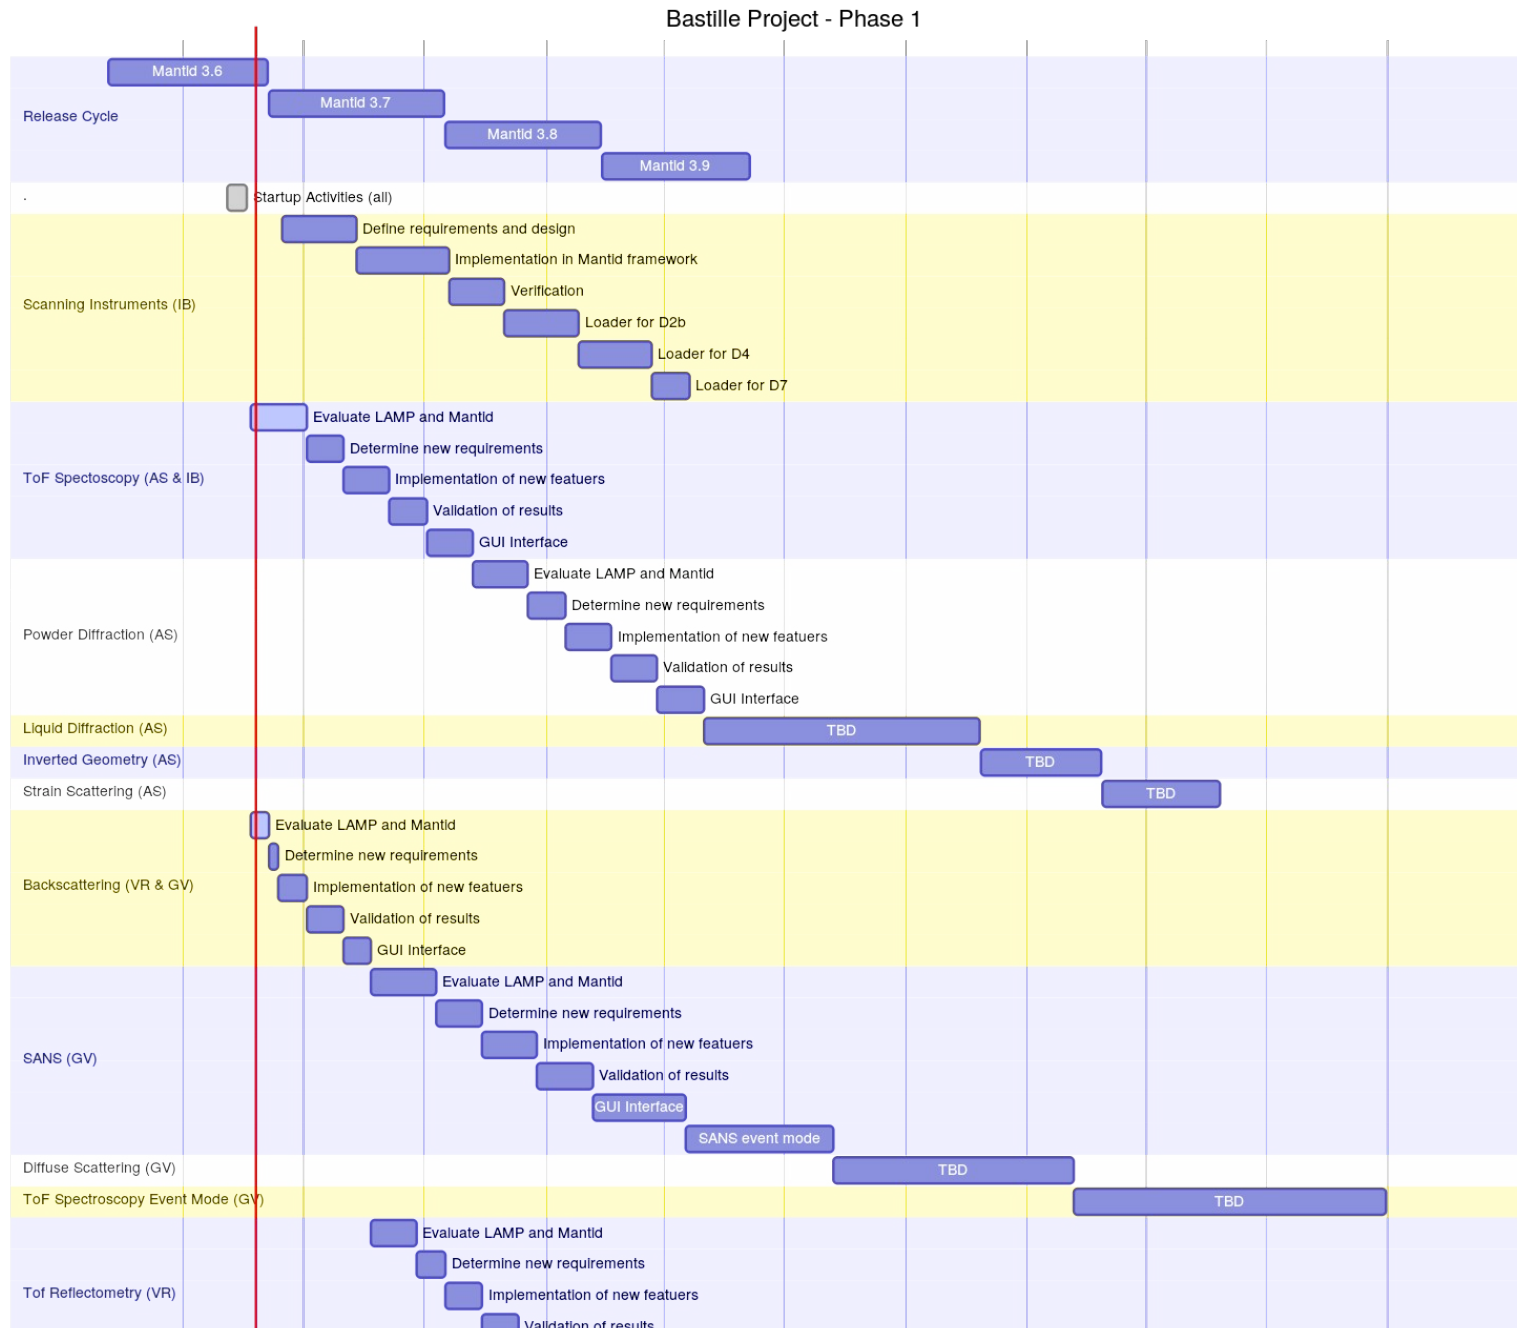 Bastille Project - Phase 1
Release Cycle
Mantid 3.6
Mantid 3.7
Mantid 3.8
Mantid 3.9
.
Startup Activities (all)
Scanning Instruments (IB)
Define requirements and design
Implementation in Mantid framework
Verification
Loader for D2b
Loader for D4
Loader for D7
ToF Spectoscopy (AS & IB)
Evaluate LAMP and Mantid
Determine new requirements
Implementation of new featuers
Validation of results
GUI Interface
Powder Diffraction (AS)
Evaluate LAMP and Mantid
Determine new requirements
Implementation of new featuers
Validation of results
GUI Interface
Liquid Diffraction (AS)
TBD
Inverted Geometry (AS)
TBD
Strain Scattering (AS)
TBD
Backscattering (VR & GV)
Evaluate LAMP and Mantid
Determine new requirements
Implementation of new featuers
Validation of results
GUI Interface
SANS (GV)
Evaluate LAMP and Mantid
Determine new requirements
Implementation of new featuers
Validation of results
GUI Interface
SANS event mode
Diffuse Scattering (GV)
TBD
ToF Spectroscopy Event Mode (GV)
TBD
Tof Reflectometry (VR)
Evaluate LAMP and Mantid
Determine new requirements
Implementation of new featuers
Validation of results